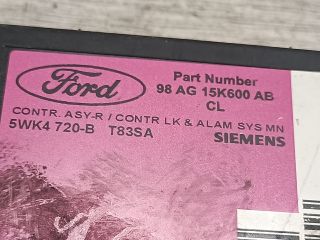 Ford
Part Number
98 AG 15K600 AB
CL
CONTR. ASY-R / CONTR LK & ALAM SYS MN
5WK4 720-B T83SA
SIEMENS